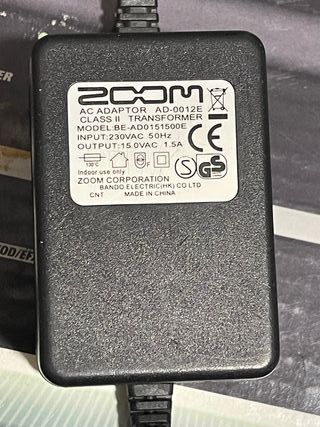 ZOOM
AC ADAPTOR AD-0012E
CLASS II TRANSFORMER
MODEL:BE-AD0151500E
INPUT:230VAC 50Hz
OUTPUT:15.0VAC 1.5A
CE
130°C
F
S GS
Indoor use only
ZOOM CORPORATION
BANDO ELECTRIC(HK) CO LTD
CNT MADE IN CHINA